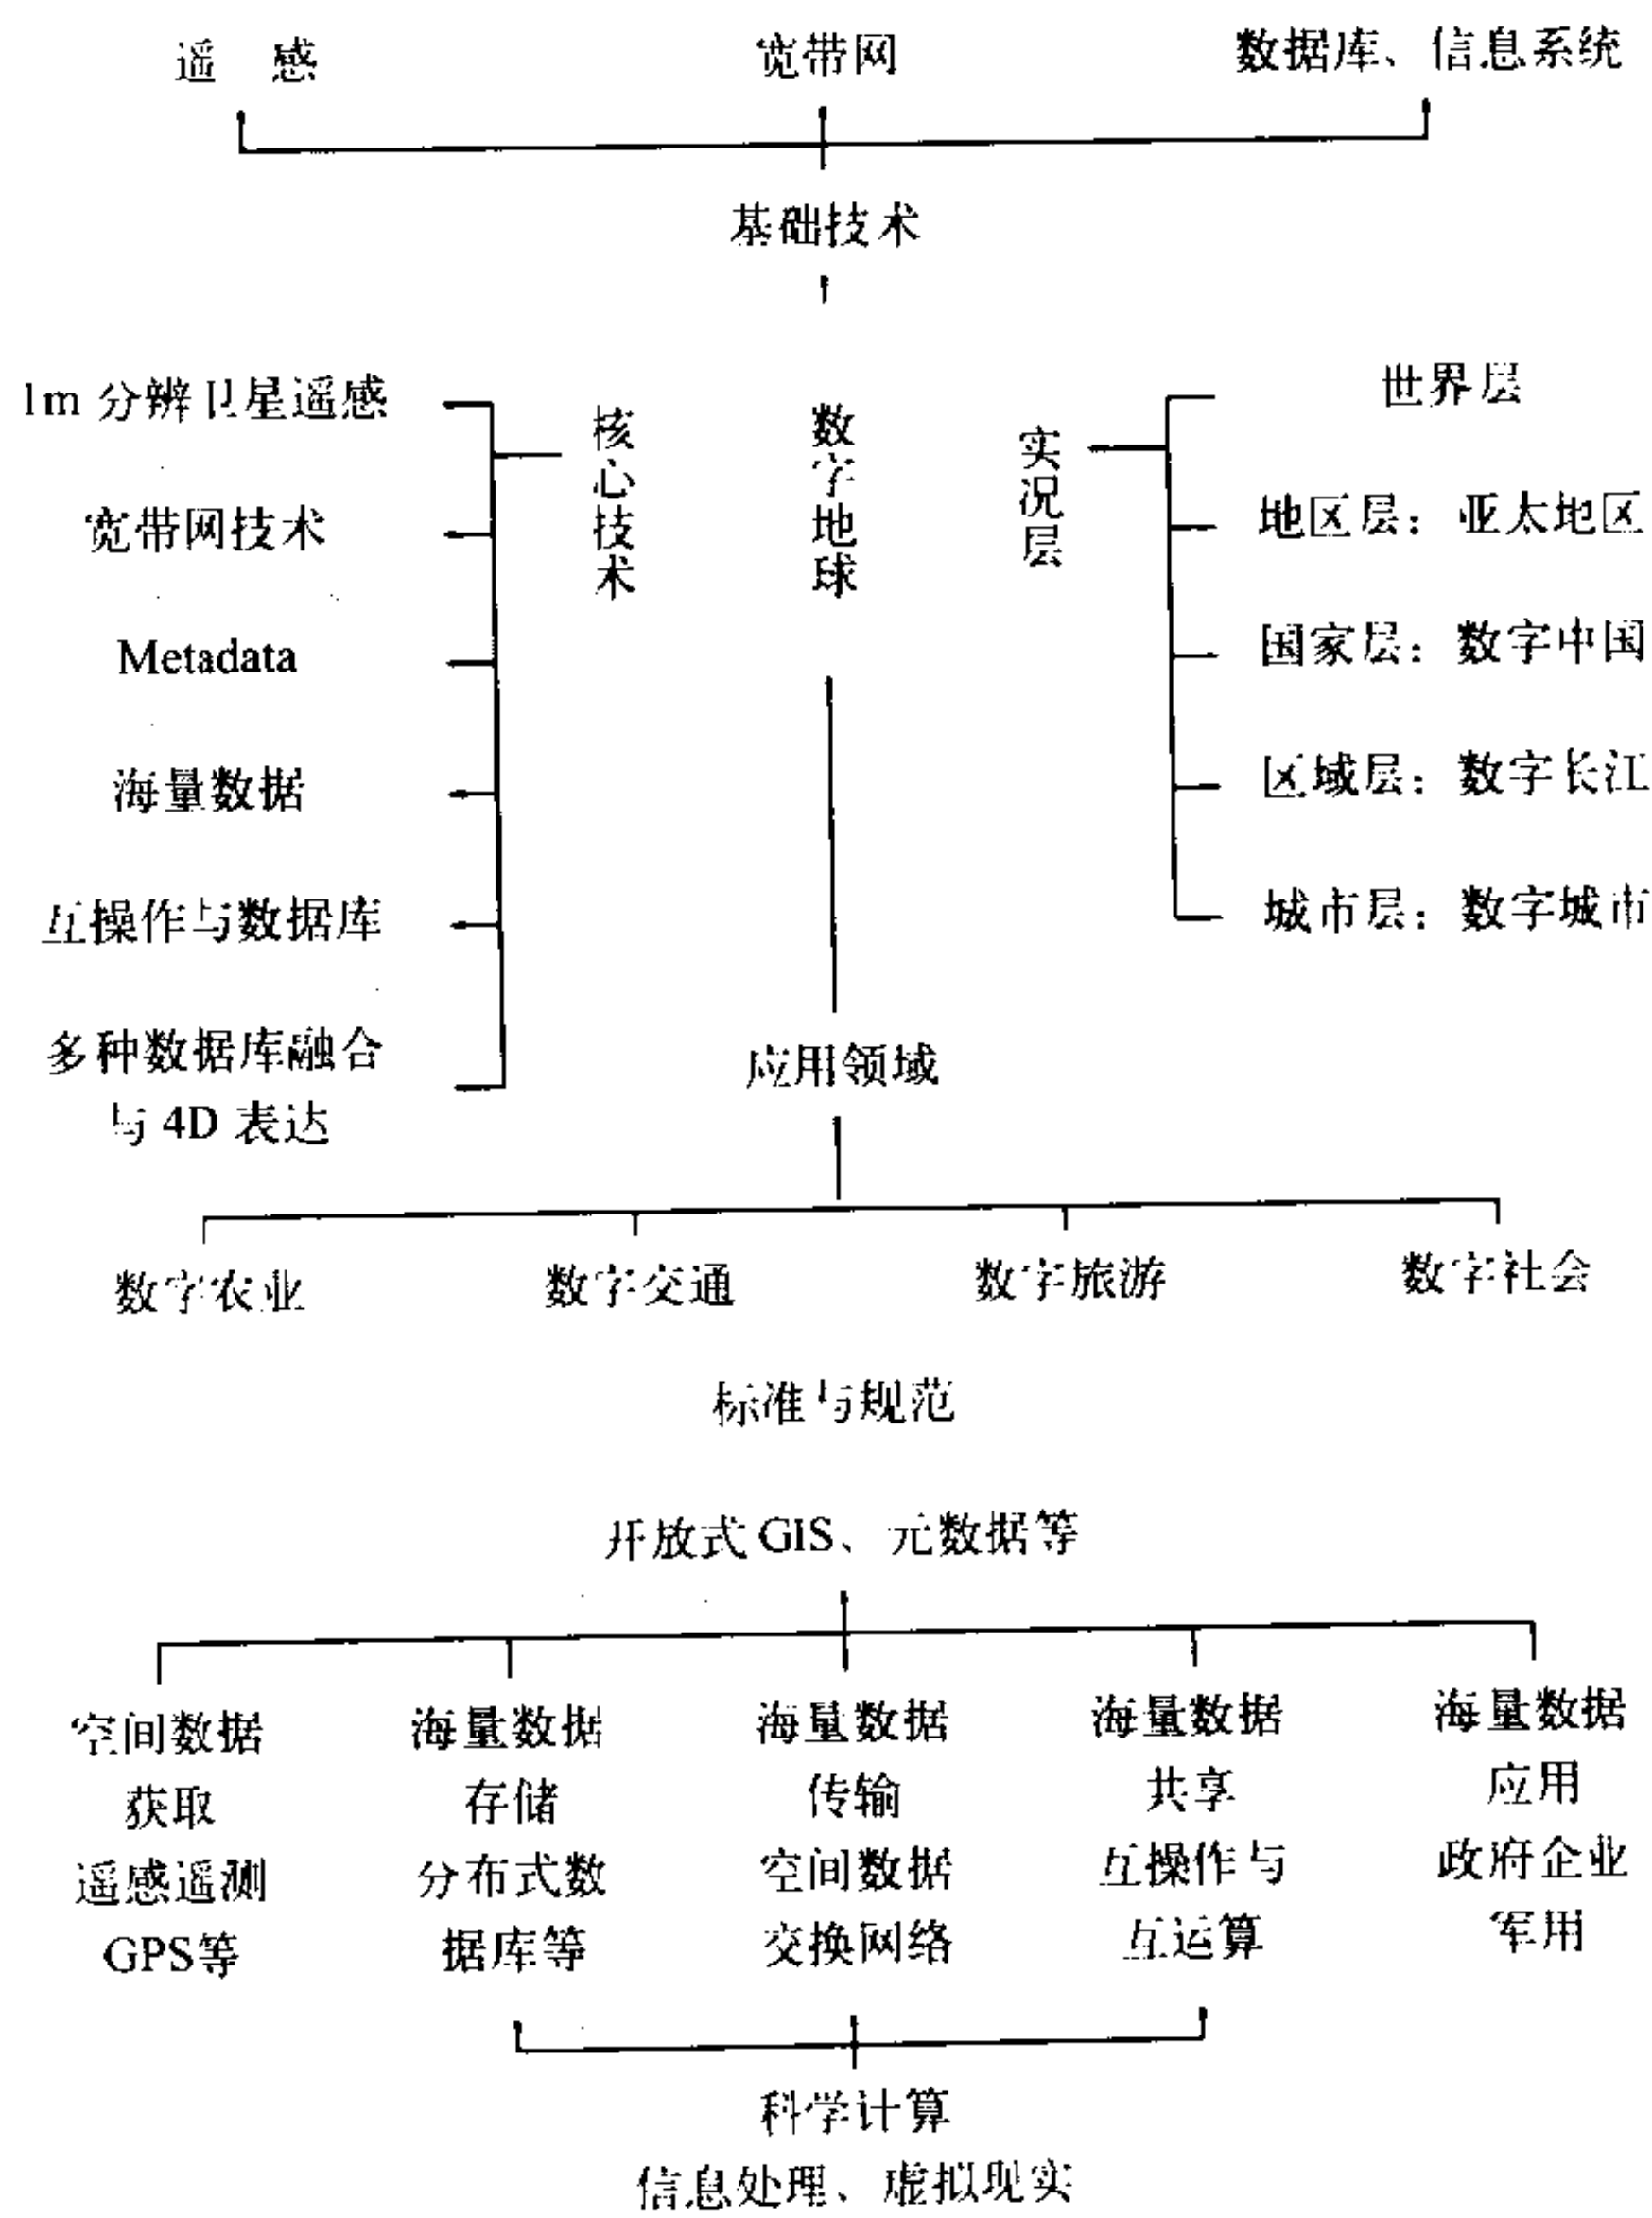 遥 感
宽带网
数据库、信息系统
基础技术
1m 分辨卫星遥感
宽带网技术
Metadata
海量数据
互操作与数据库
多种数据库融合
与 4D 表达
核心技术
数字地球
实况层
世界层
地区层：亚太地区
国家层：数字中国
区域层：数字长江
城市层：数字城市
应用领域
数字农业
数字交通
数字旅游
数字社会
标准与规范
开放式 GIS、元数据等
空间数据
获取
遥感遥测
GPS等
海量数据
存储
分布式数
据库等
海量数据
传输
空间数据
交换网络
海量数据
共享
互操作与
互运算
海量数据
应用
政府企业
军用
科学计算
信息处理、虚拟现实